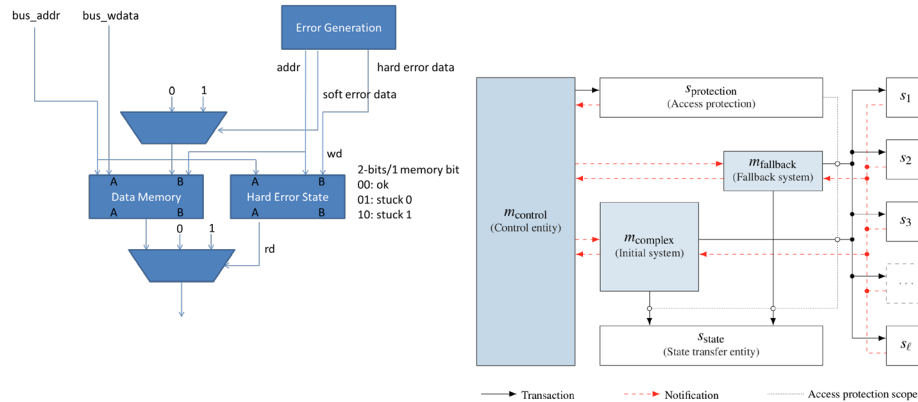 bus_addr
bus_wdata
Error Generation
addr
hard error data
soft error data
0 1
wd
A B
Data Memory
A B
A B
Hard Error State
A B
2-bits/1 memory bit
00: ok
01: stuck 0
10: stuck 1
0 1
rd
m_control
(Control entity)
s_protection
(Access protection)
m_fallback
(Fallback system)
m_complex
(Initial system)
s_state
(State transfer entity)
s_1
s_2
s_3
...
s_ℓ
Transaction
Notification
Access protection scope